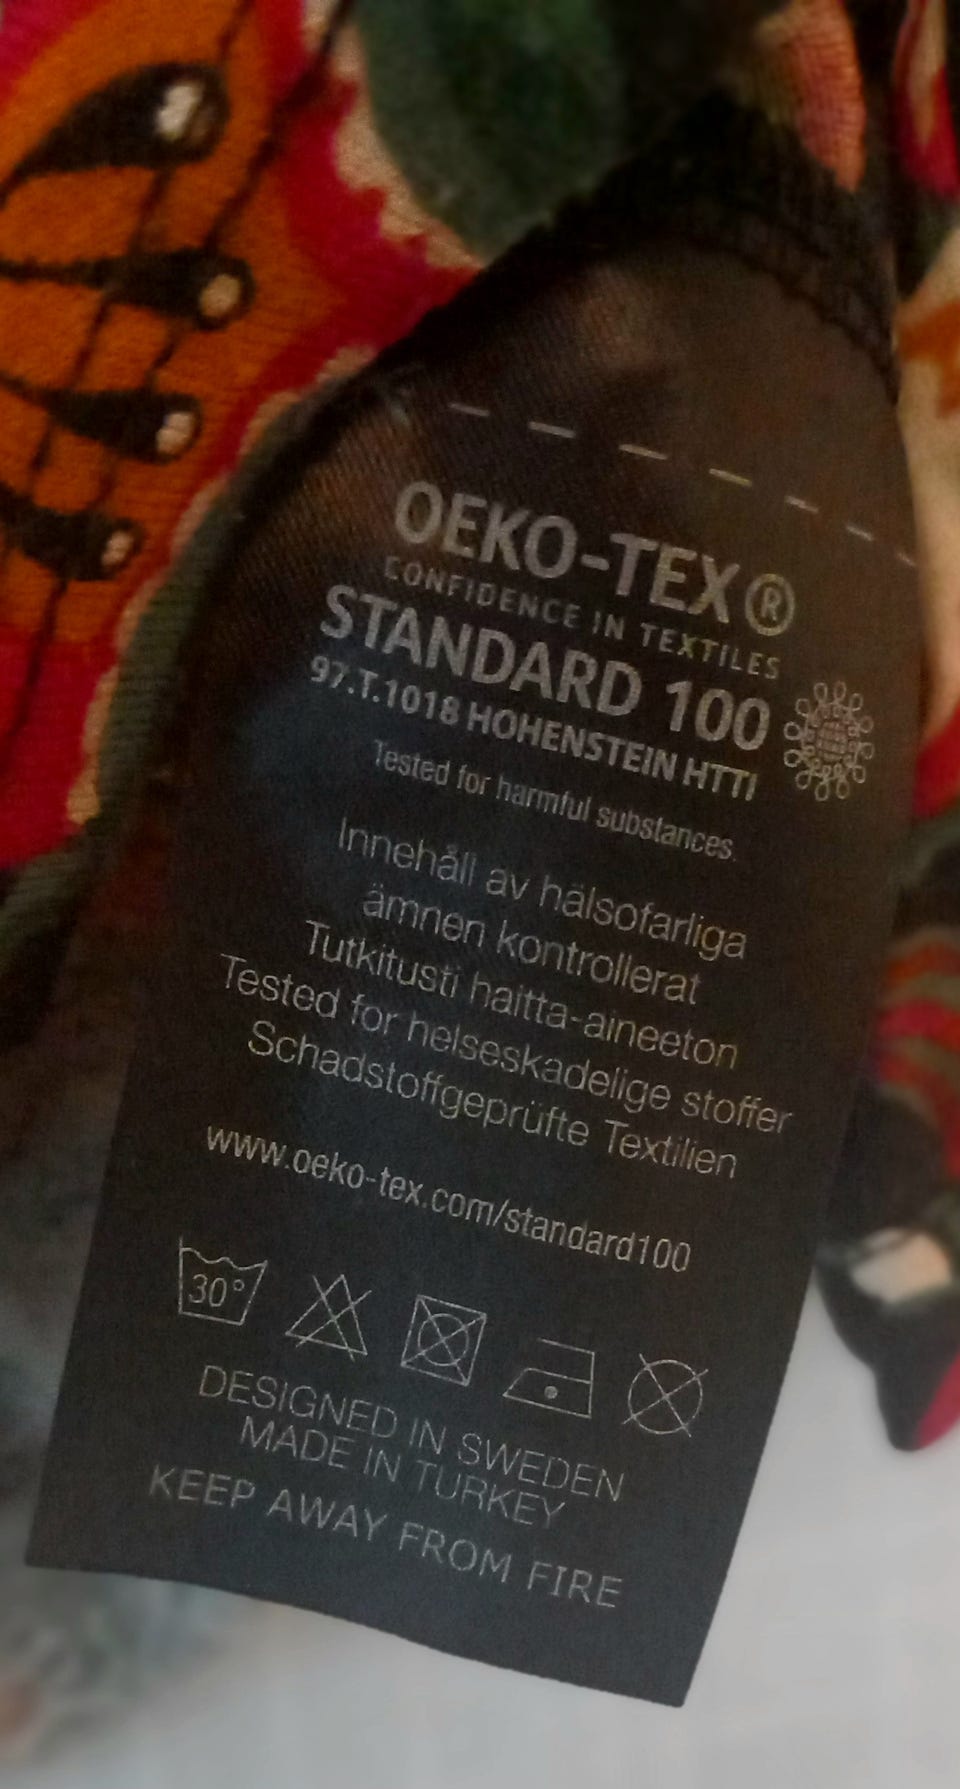 OEKO-TEX®
CONFIDENCE IN TEXTILES
STANDARD 100
97.T.1018 HOHENSTEIN HTTI
Tested for harmful substances.
Innehåll av hälsofarliga
ämnen kontrollerat
Tutkitusti haitta-aineeton
Tested for helseskadelige stoffer
Schadstoffgeprüfte Textilien
www.oeko-tex.com/standard100
30°
DESIGNED IN SWEDEN
MADE IN TURKEY
KEEP AWAY FROM FIRE